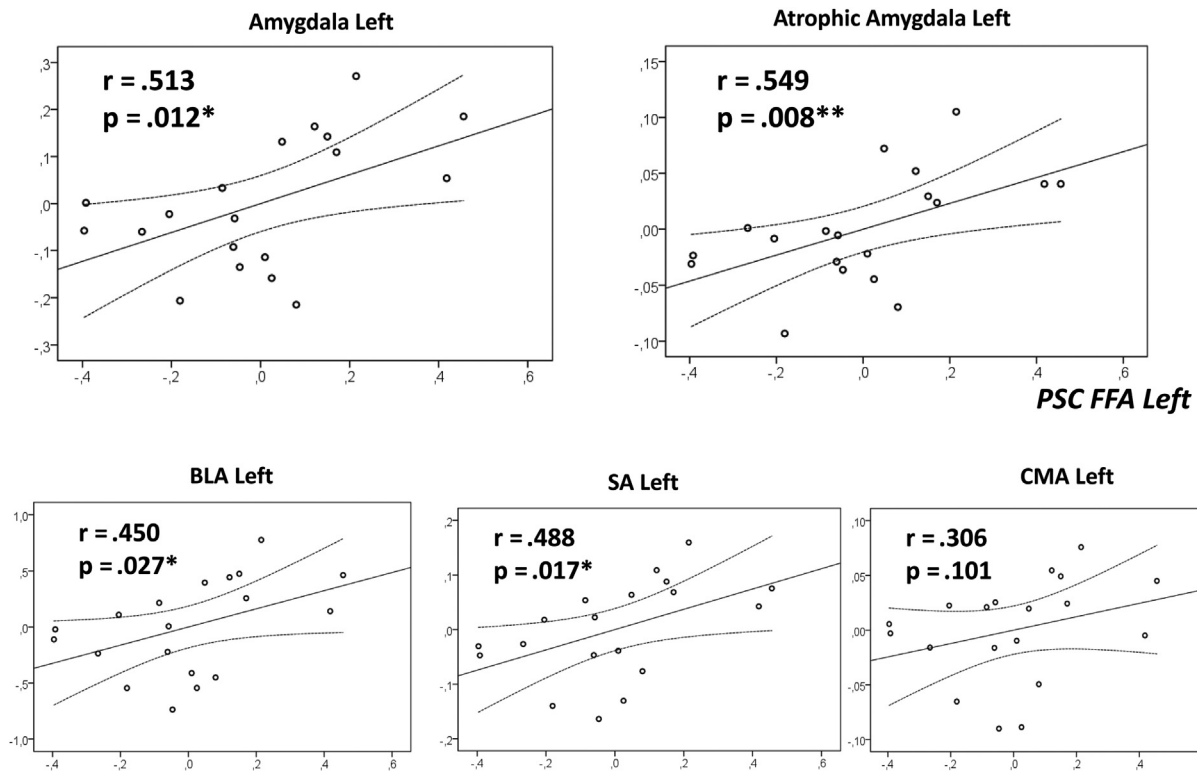 Amygdala Left
Atrophic Amygdala Left
r = .513
p = .012*
,3
,2
,1
,0
-,1
-,2
-,3
-,4 -,2 ,0 ,2 ,4 ,6
r = .549
p = .008**
,15
,10
,05
,00
-,05
-,10
-,4 -,2 ,0 ,2 ,4 ,6
PSC FFA Left
BLA Left
SA Left
CMA Left
r = .450
p = .027*
1,0
,5
,0
-,5
-1,0
-,4 -,2 ,0 ,2 ,4 ,6
r = .488
p = .017*
,2
,1
,0
-,1
-,2
-,4 -,2 ,0 ,2 ,4 ,6
r = .306
p = .101
,10
,05
,00
-,05
-,10
-,4 -,2 ,0 ,2 ,4 ,6